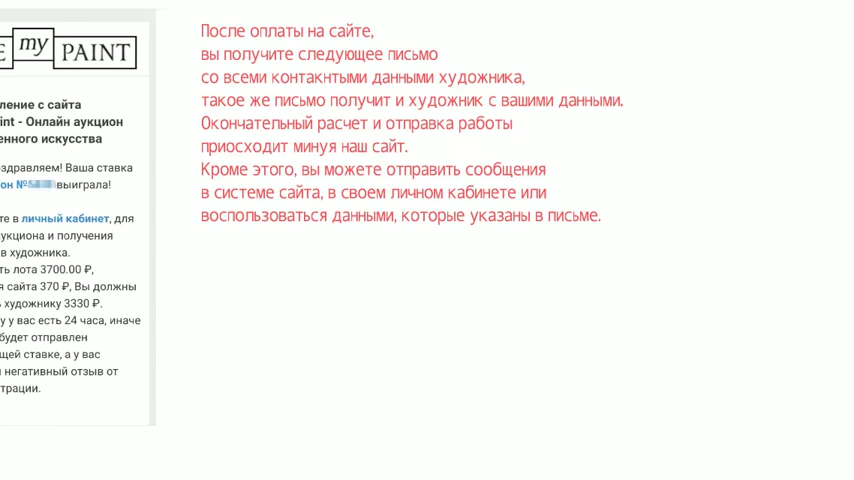 E my PAINT
ление с сайта
int - Онлайн аукцион
енного искусства
здравляем! Ваша ставка
он № выиграла!
те в личный кабинет, для
укциона и получения
в художника.
ть лота 3700.00 ₽,
я сайта 370 ₽, Вы должны
ь художнику 3330 ₽.
у у вас есть 24 часа, иначе
будет отправлен
щей ставке, а у вас
н негативный отзыв от
трации.
После оплаты на сайте,
вы получите следующее письмо
со всеми контакнтыми данными художника,
такое же письмо получит и художник с вашими данными.
Окончательный расчет и отправка работы
приосходит минуя наш сайт.
Кроме этого, вы можете отправить сообщения
в системе сайта, в своем личном кабинете или
воспользоваться данными, которые указаны в письме.